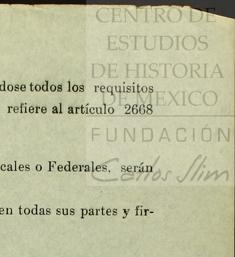 CENTRO DE
ESTUDIOS
DE HISTORIA
DE MEXICO
FUNDACIÓN
Carlos Slim
dose todos los requisitos
refiere al artículo 2668
cales o Federales, serán
en todas sus partes y fir-